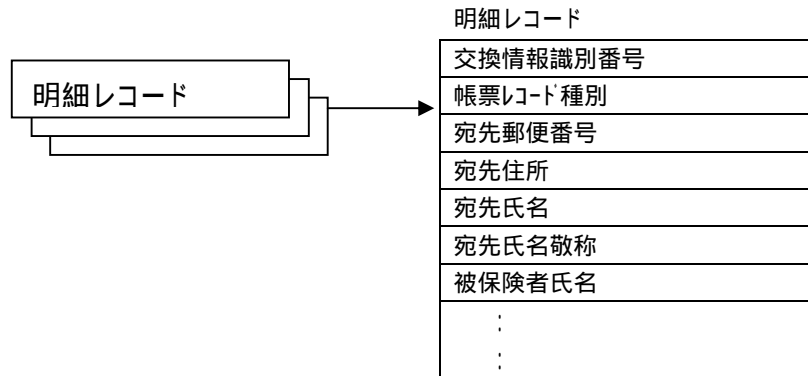 明細レコード
明細レコード
交換情報識別番号
帳票ﾚｺｰﾄﾞ種別
宛先郵便番号
宛先住所
宛先氏名
宛先氏名敬称
被保険者氏名
：
：